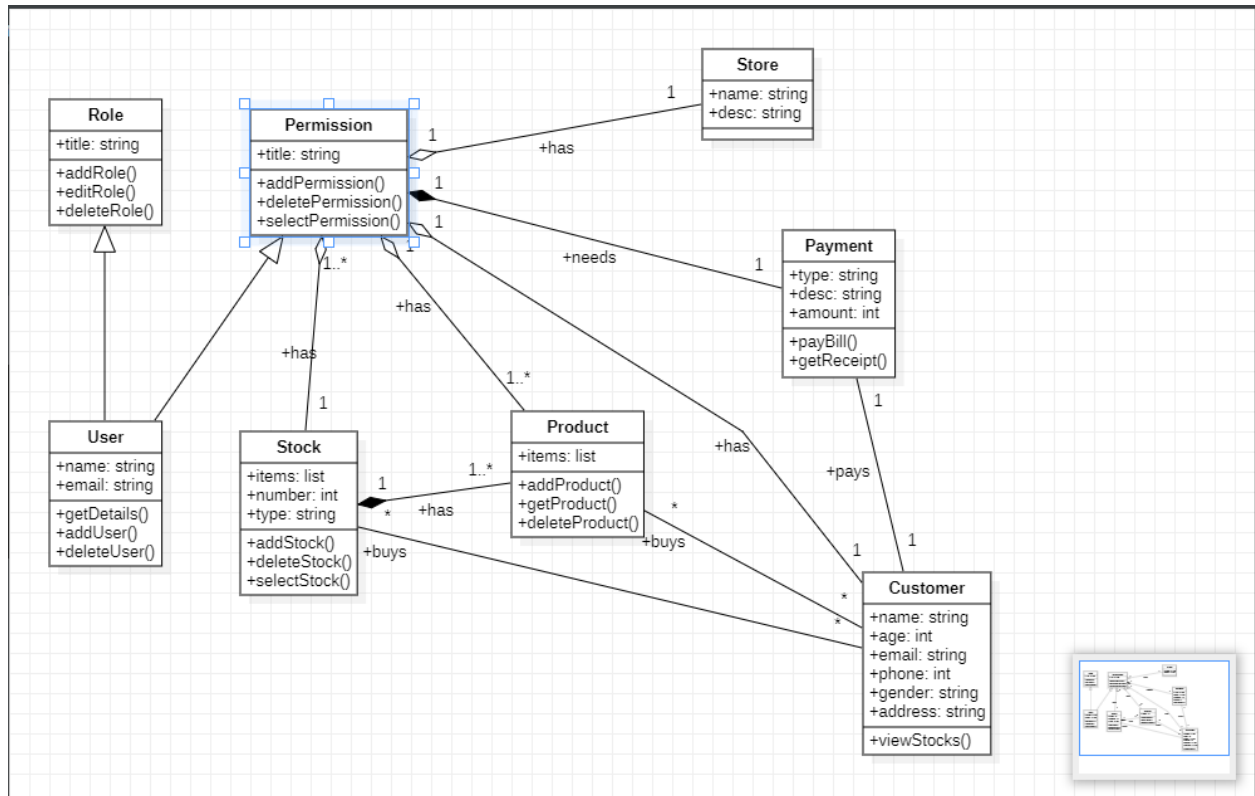 Store
+name: string
+desc: string
Role
+title: string
+addRole()
+editRole()
+deleteRole()
Permission
+title: string
+addPermission()
+deletePermission()
+selectPermission()
1
1
+has
1
1
+needs
1
1..*
1
Payment
+type: string
+desc: string
+amount: int
+payBill()
+getReceipt()
+has
+has
1
1..*
1
+has
+pays
1
1
User
+name: string
+email: string
+getDetails()
+addUser()
+deleteUser()
Stock
+items: list
+number: int
+type: string
+addStock()
+deleteStock()
+selectStock()
Product
+items: list
+addProduct()
+getProduct()
+deleteProduct()
1
1..*
+has
*
+buys
*
*
+buys
*
1
Customer
+name: string
+age: int
+email: string
+phone: int
+gender: string
+address: string
+viewStocks()